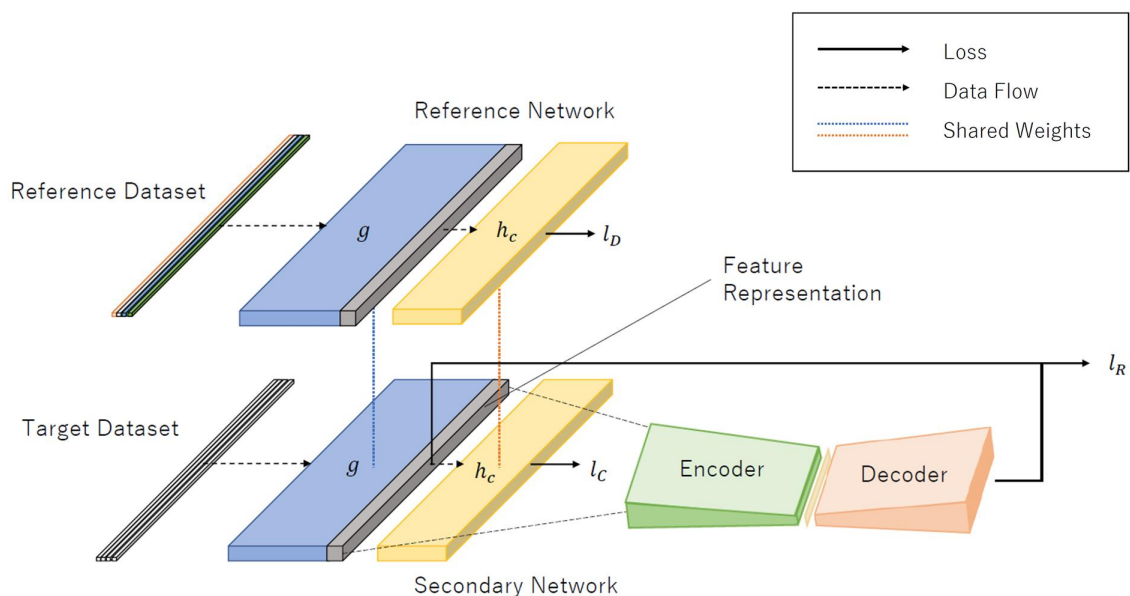 Loss
Data Flow
Shared Weights
Reference Network
Reference Dataset
g
h_c
l_D
Feature
Representation
l_R
Target Dataset
g
h_c
l_C
Encoder
Decoder
Secondary Network